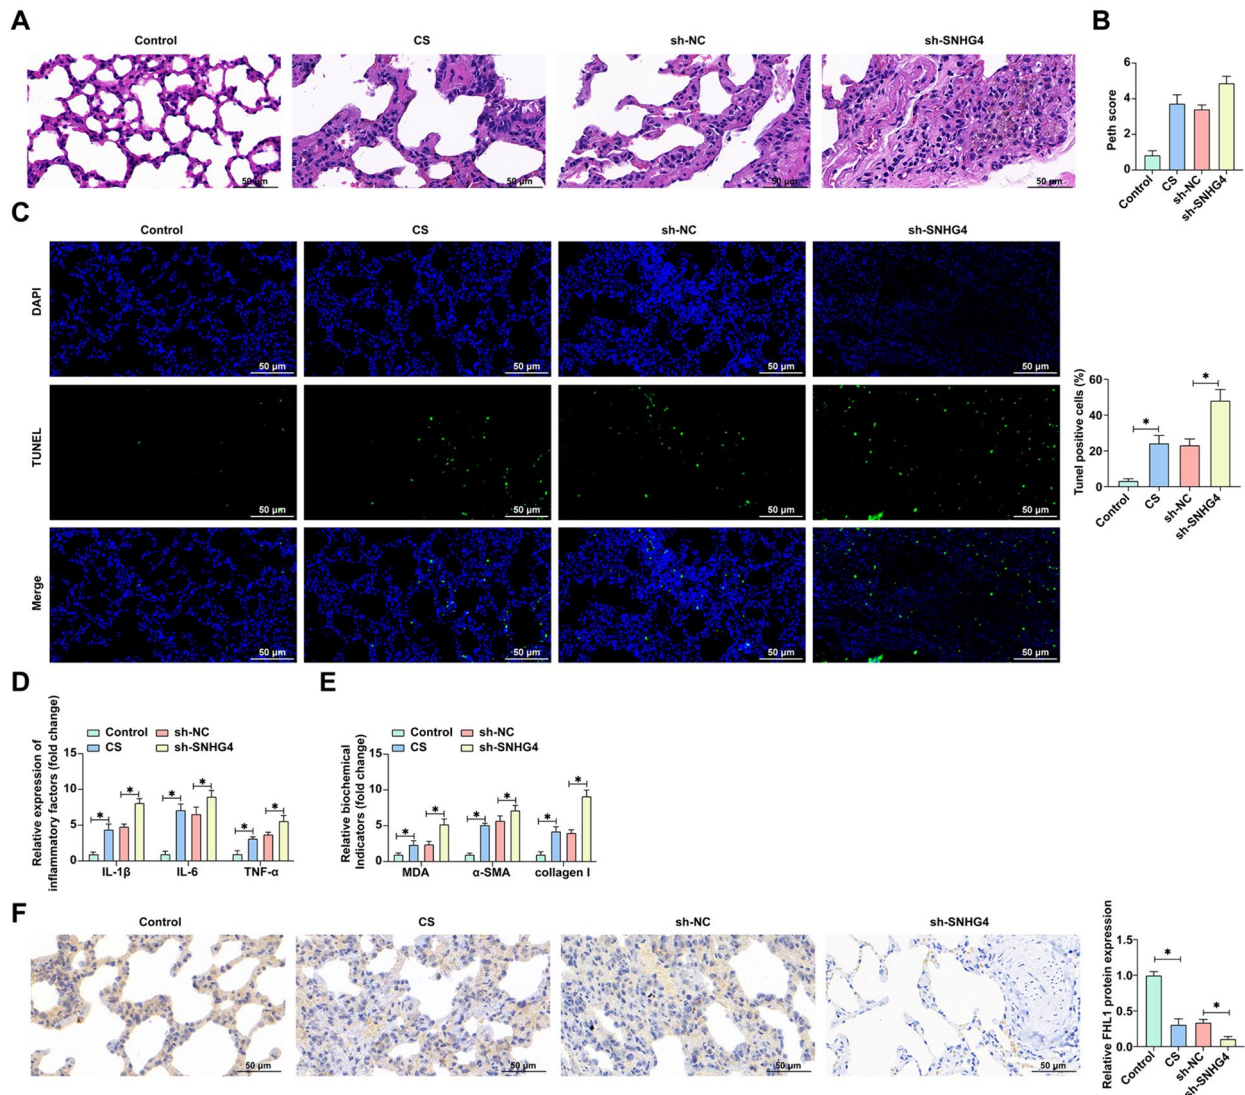 A
Control
CS
sh-NC
sh-SNHG4
50 μm
50 μm
50 μm
50 μm
B
Peth score
6
4
2
0
Control
CS
sh-NC
sh-SNHG4
C
Control
CS
sh-NC
sh-SNHG4
DAPI
50 μm
50 μm
50 μm
50 μm
TUNEL
50 μm
50 μm
50 μm
50 μm
Merge
50 μm
50 μm
50 μm
50 μm
Tunel positive cells (%)
60
40
20
0
*
*
Control
CS
sh-NC
sh-SNHG4
D
Relative expression of
inflammatory factors (fold change)
Control
sh-NC
CS
sh-SNHG4
15
10
5
0
*
*
*
*
*
*
IL-1β
IL-6
TNF-α
E
Relative biochemical
Indicators (fold change)
Control
sh-NC
CS
sh-SNHG4
15
10
5
0
*
*
*
*
*
*
MDA
α-SMA
collagen I
F
Control
CS
sh-NC
sh-SNHG4
50 μm
50 μm
50 μm
50 μm
Relative FHL1 protein expression
1.5
1.0
0.5
0.0
*
*
Control
CS
sh-NC
sh-SNHG4